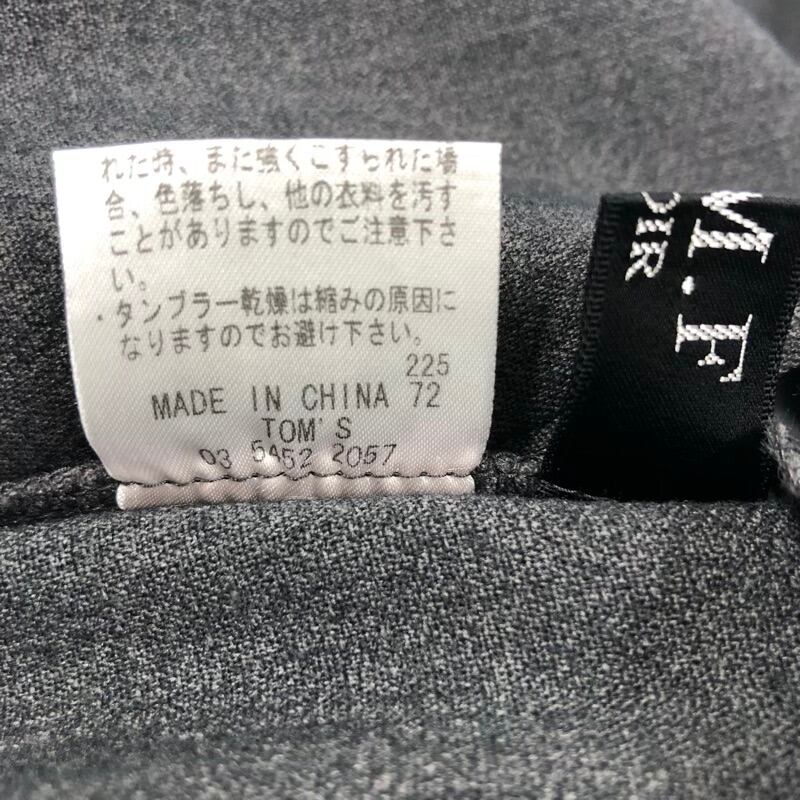 れた時、また強くこすられた場
合、色落ちし、他の衣料を汚す
ことがありますのでご注意下さ
い。
・タンブラー乾燥は縮みの原因に
なりますのでお避け下さい。
225
MADE IN CHINA 72
TOM'S
03 5452 2057
M.F
OIR